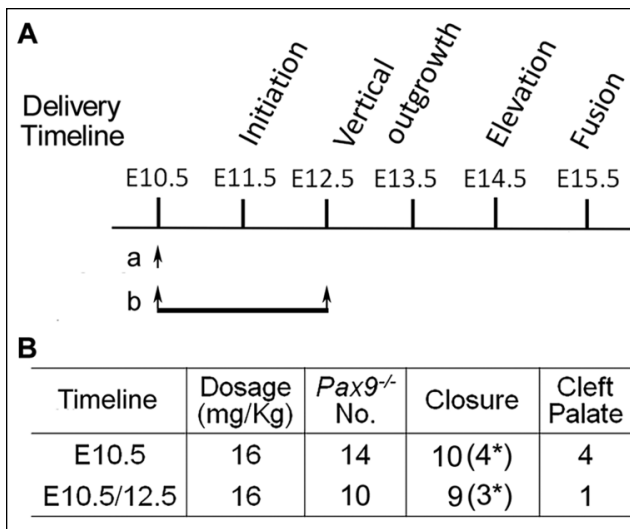 A
Delivery
Timeline
Initiation
Vertical
outgrowth
Elevation
Fusion
E10.5 E11.5 E12.5 E13.5 E14.5 E15.5
a
b
B
Timeline Dosage (mg/Kg) Pax9-/- No. Closure Cleft Palate
E10.5 16 14 10(4*) 4
E10.5/12.5 16 10 9(3*) 1